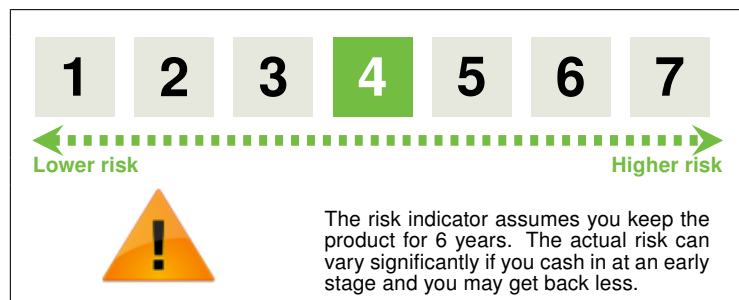 1 2 3 4 5 6 7
Lower risk Higher risk
!
The risk indicator assumes you keep the
product for 6 years. The actual risk can
vary significantly if you cash in at an early
stage and you may get back less.